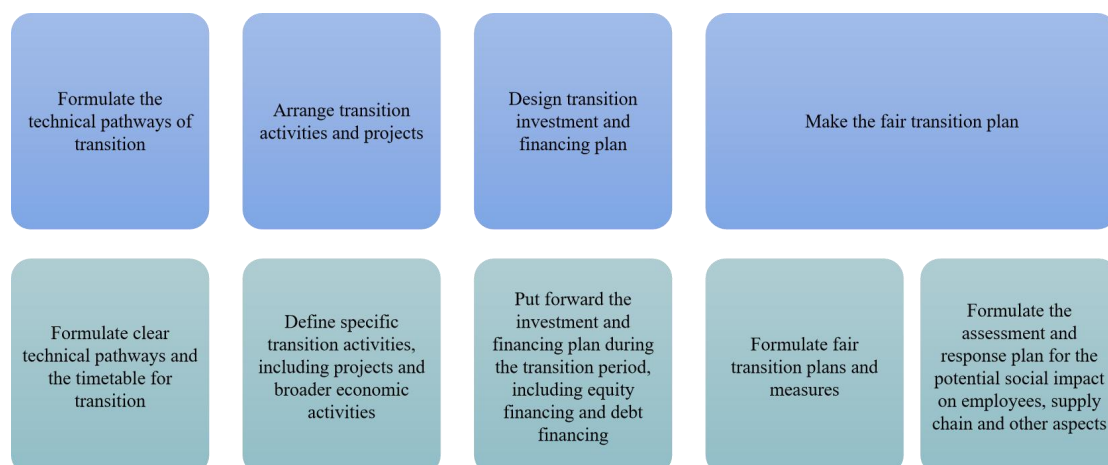 Formulate the
technical pathways of
transition
Arrange transition
activities and projects
Design transition
investment and
financing plan
Make the fair transition plan
Formulate clear
technical pathways and
the timetable for
transition
Define specific
transition activities,
including projects and
broader economic
activities
Put forward the
investment and
financing plan during
the transition period,
including equity
financing and debt
financing
Formulate fair
transition plans and
measures
Formulate the
assessment and
response plan for the
potential social impact
on employees, supply
chain and other aspects